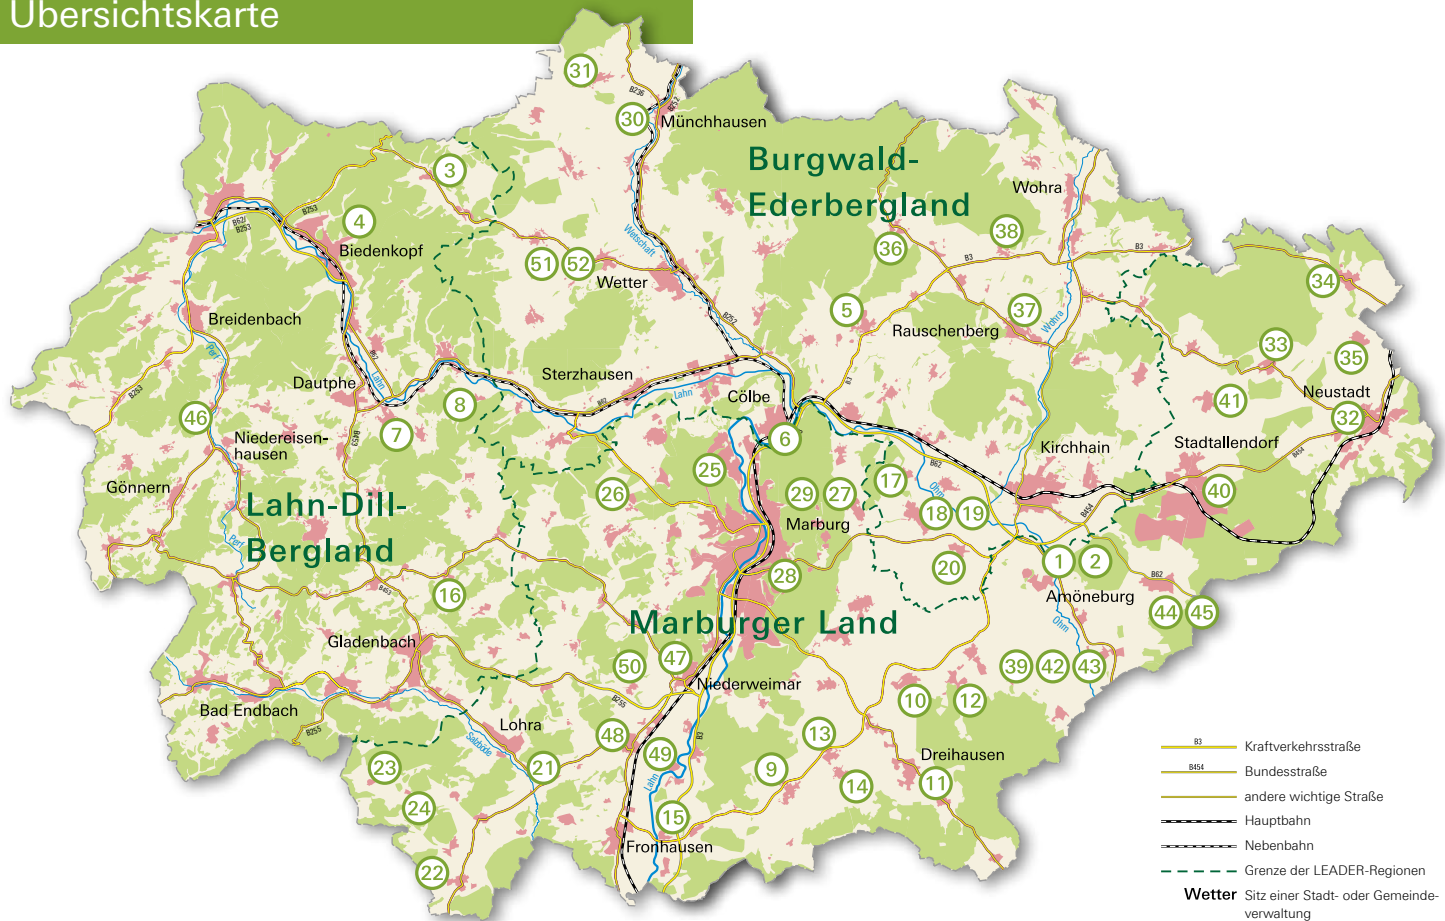 Übersichtskarte
31
B236
B252
30
Münchhausen
Burgwald-
Ederbergland
3
Wohra
B62/
B253
B253
4
Biedenkopf
Wetschaft
38
36
B3
B3
51
52
Wetter
34
Breidenbach
5
37
Rauschenberg
Wohra
B252
Perf
B62
Lahn
33
35
Dautphe
Sterzhausen
B3
Neustadt
B253
8
B62
Lahn
Cölbe
41
32
46
7
B453
6
Niedereisen-
hausen
Kirchhain
Stadtallendorf
B454
Gönnern
25
B62
17
Ohm
40
26
29
27
18
19
Lahn-Dill-
Bergland
Marburg
B454
Perf
20
1
2
28
B62
B453
16
Amöneburg
44
45
Marburger Land
Ohm
Gladenbach
50
47
39
42
43
Niederweimar
B255
10
12
Bad Endbach
Lohra
B255
Salzböde
48
13
B3
49
Dreihausen
23
21
Lahn
9
14
11
24
15
Fronhausen
22
B3
Kraftverkehrsstraße
B454
Bundesstraße
andere wichtige Straße
Hauptbahn
Nebenbahn
Grenze der LEADER-Regionen
Wetter Sitz einer Stadt- oder Gemeinde-
verwaltung